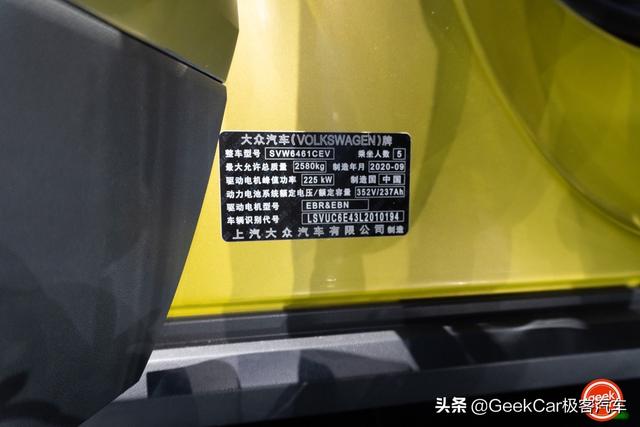 大众汽车(VOLKSWAGEN)牌
整车型号 SVW6461CEV 乘坐人数 5
最大允许总质量 2580kg 制造年月 2020-09
驱动电机峰值功率 225 kW 制造国 中国
动力电池系统额定电压/额定容量 352V/237Ah
驱动电机型号 EBR&EBN
车辆识别代号 LSVUC6E43L2010194
上汽大众汽车有限公司 制造
geek
头条 @GeekCar极客汽车